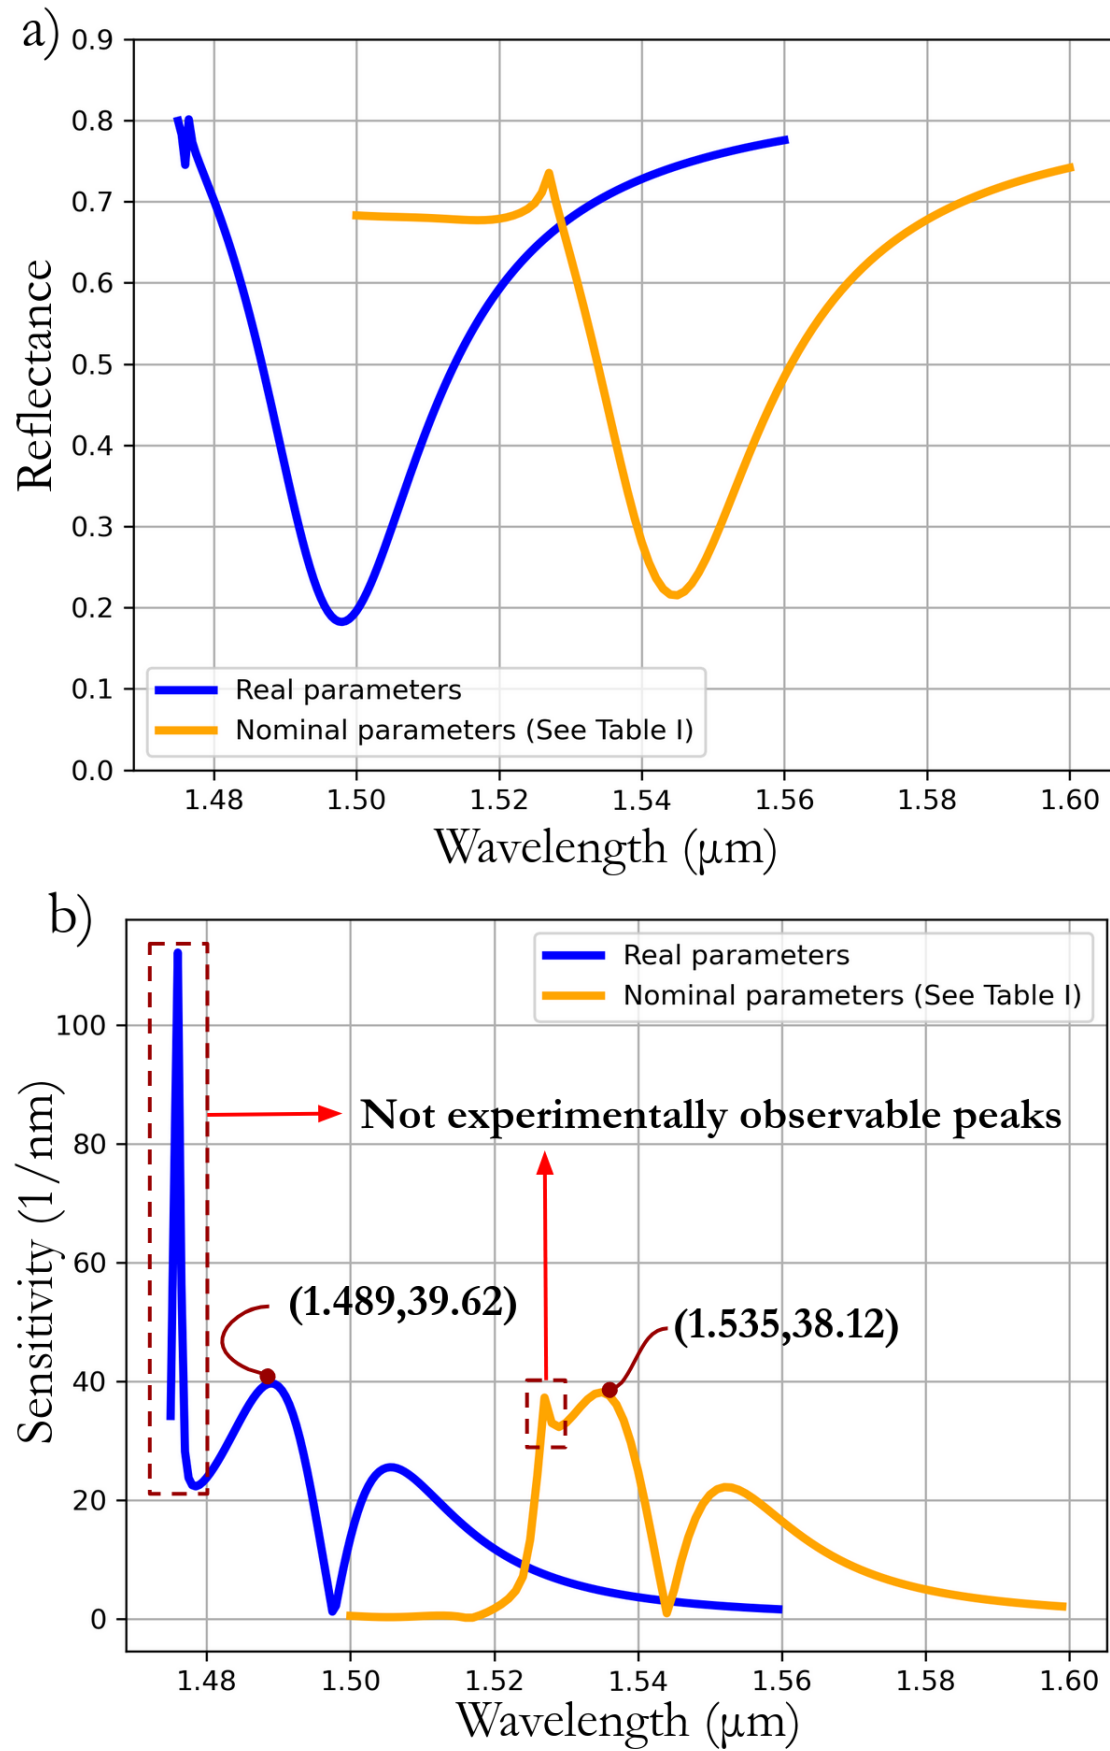 a)
0.9
0.8
0.7
0.6
0.5
0.4
0.3
0.2
0.1
0.0
Reflectance
Real parameters
Nominal parameters (See Table I)
1.48 1.50 1.52 1.54 1.56 1.58 1.60
Wavelength (μm)
b)
Real parameters
Nominal parameters (See Table I)
100
80
60
40
20
0
Sensitivity (1/nm)
Not experimentally observable peaks
(1.489,39.62)
(1.535,38.12)
1.48 1.50 1.52 1.54 1.56 1.58 1.60
Wavelength (μm)